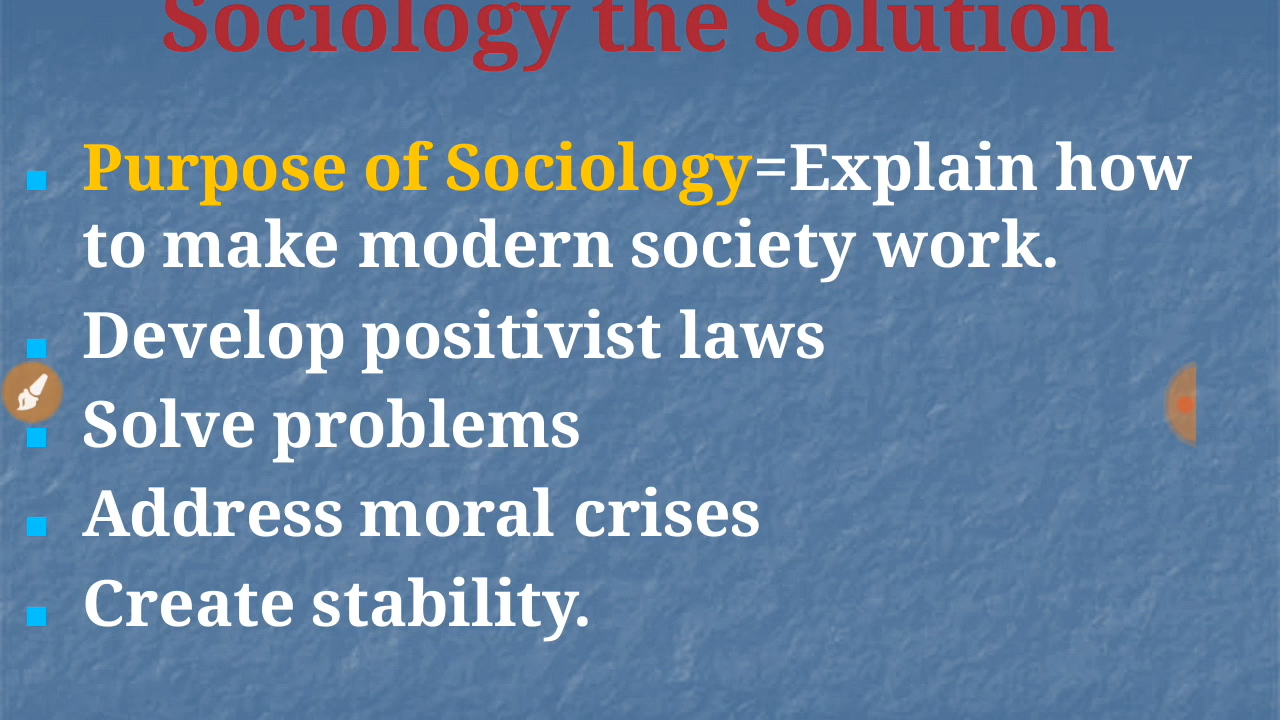 Sociology the Solution
Purpose of Sociology=Explain how
to make modern society work.
Develop positivist laws
Solve problems
Address moral crises
Create stability.